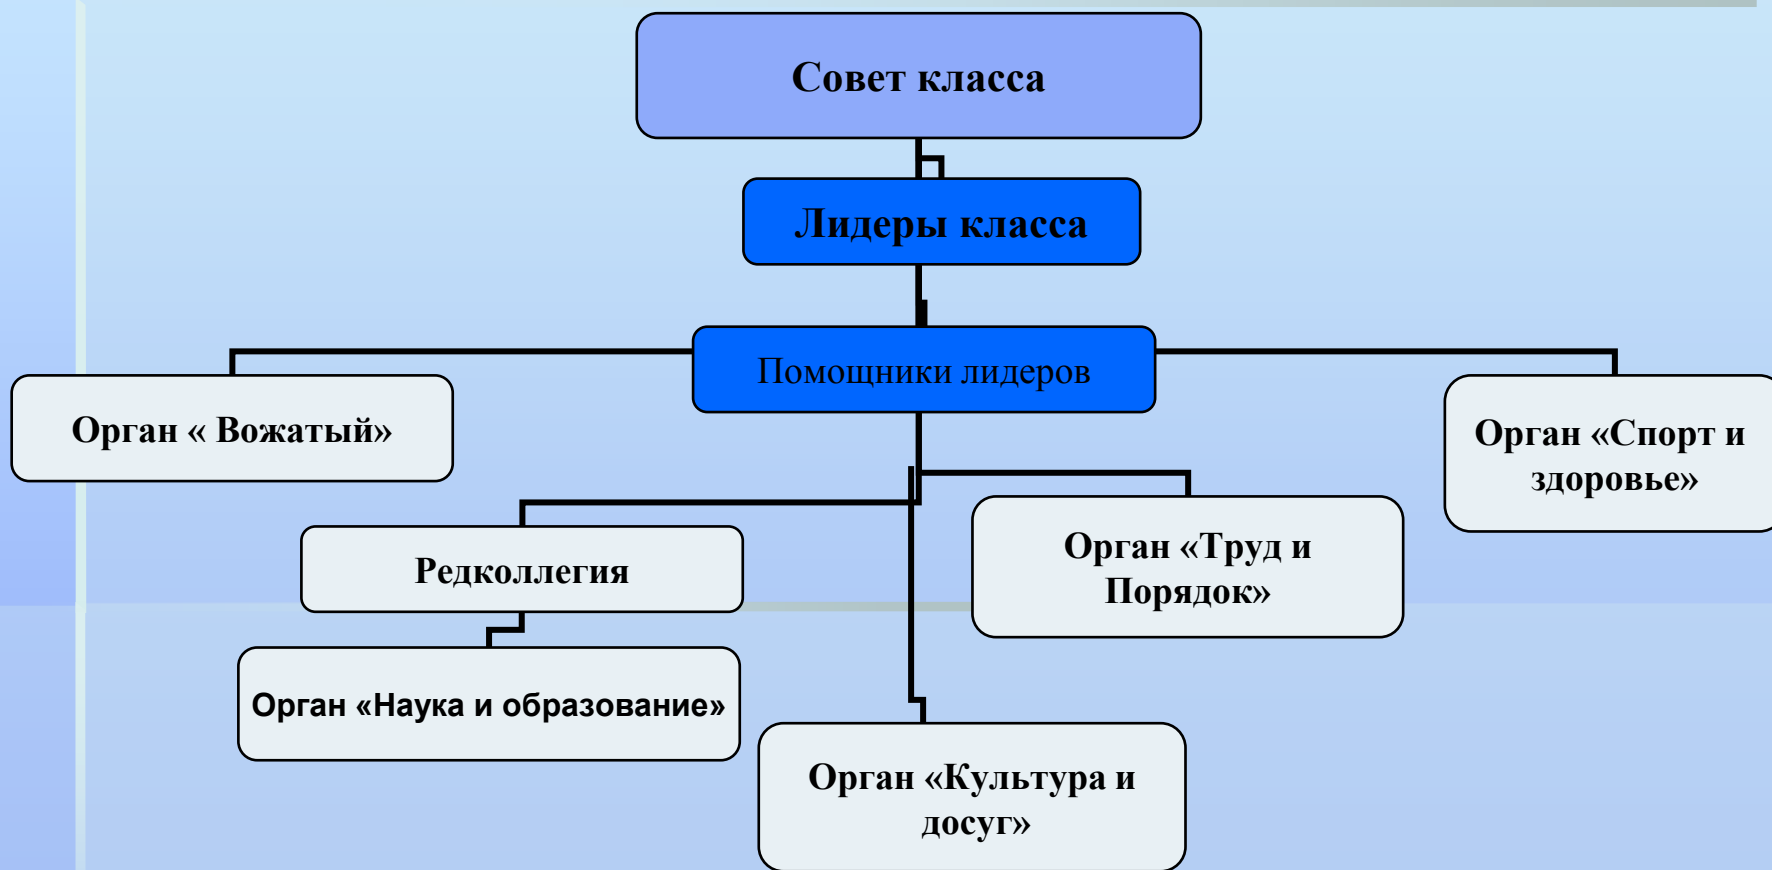 Совет класса
Лидеры класса
Помощники лидеров
Орган « Вожатый»
Орган «Спорт и
здоровье»
Редколлегия
Орган «Труд и
Порядок»
Орган «Наука и образование»
Орган «Культура и
досуг»